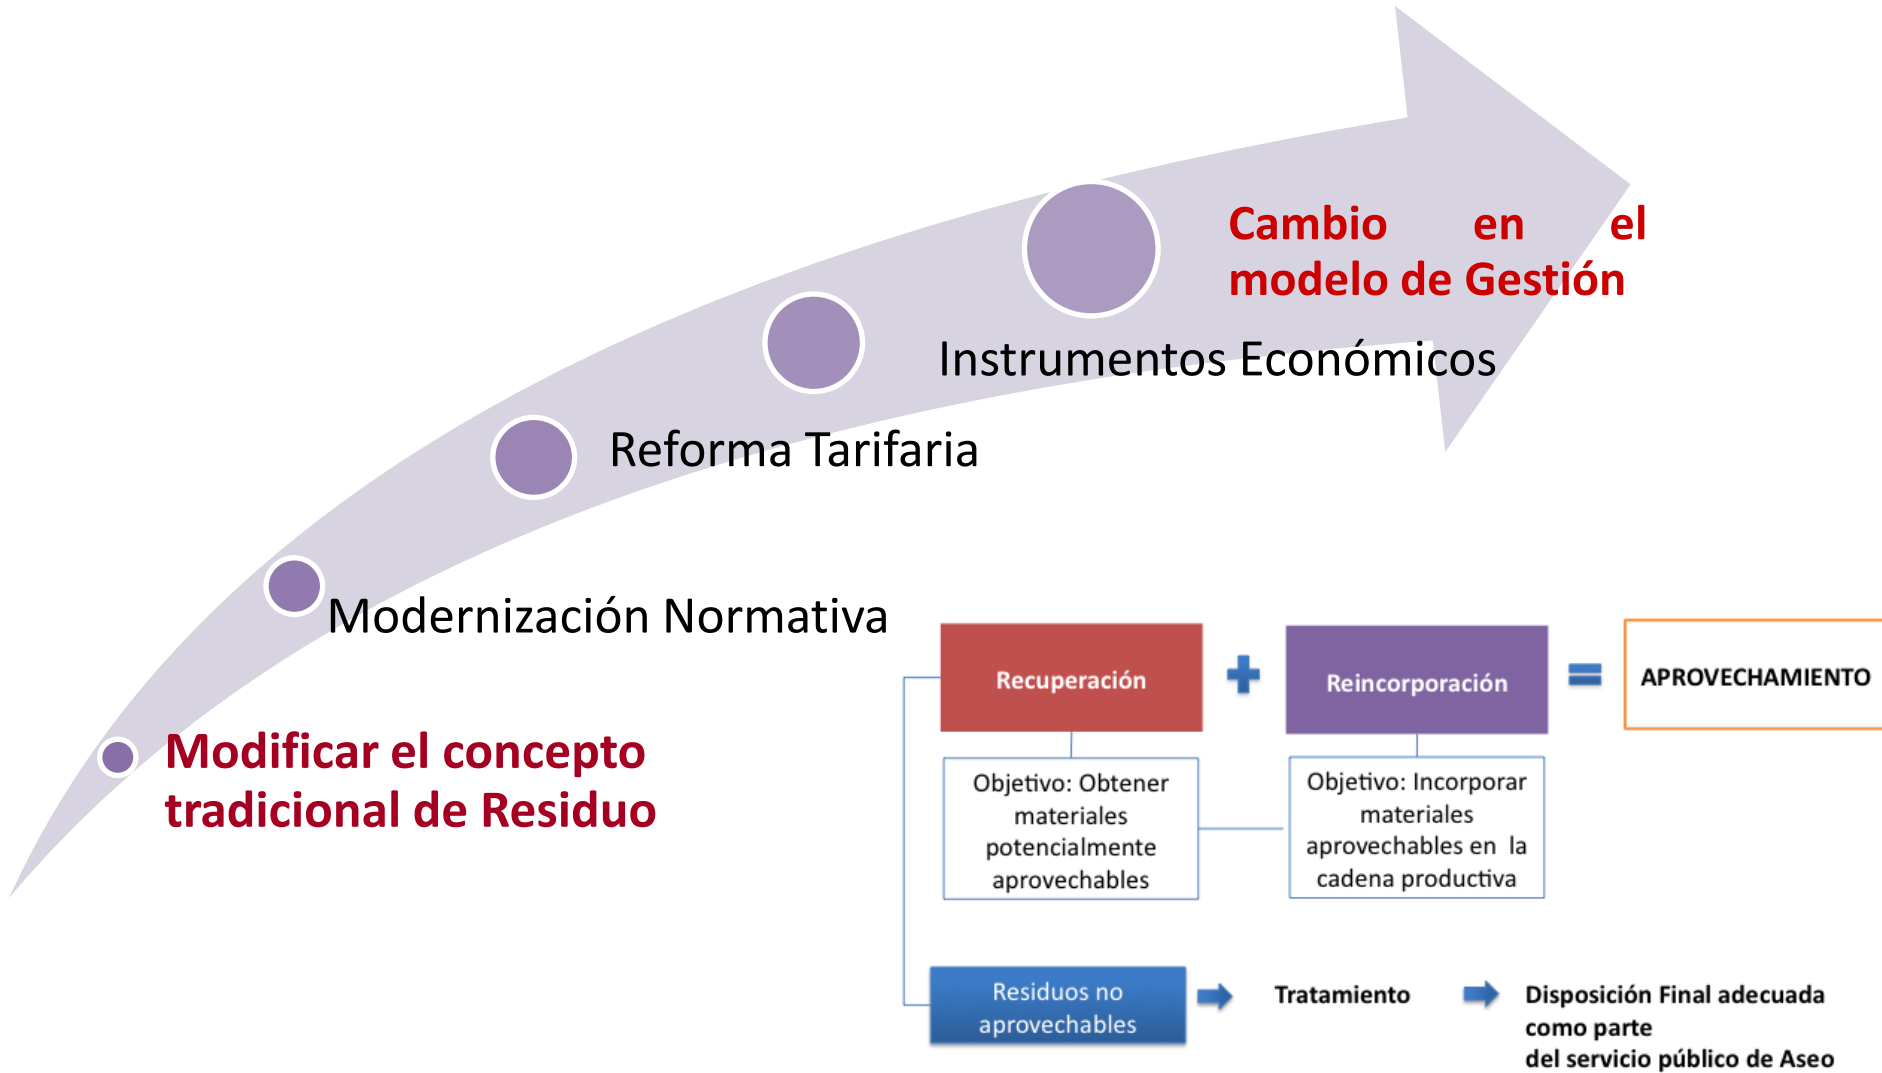 Cambio en el
modelo de Gestión
Instrumentos Económicos
Reforma Tarifaria
Modernización Normativa
Modificar el concepto
tradicional de Residuo
Recuperación
Reincorporación
APROVECHAMIENTO
Objetivo: Obtener
materiales
potencialmente
aprovechables
Objetivo: Incorporar
materiales
aprovechables en la
cadena productiva
Residuos no
aprovechables
Tratamiento
Disposición Final adecuada
como parte
del servicio público de Aseo